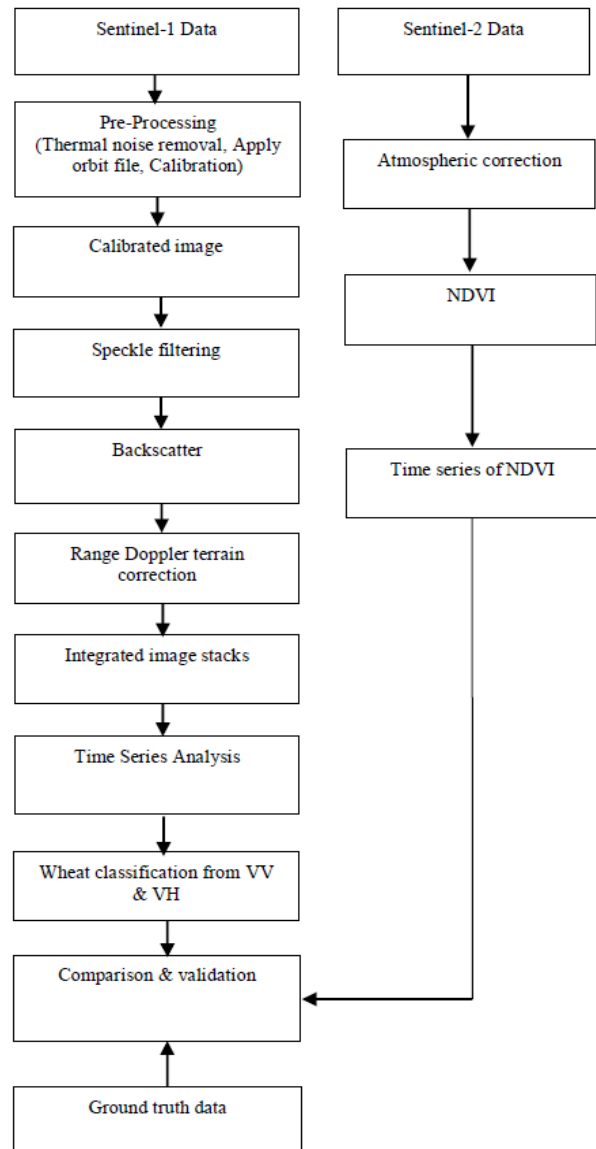 Sentinel-1 Data
Pre-Processing
(Thermal noise removal, Apply
orbit file, Calibration)
Calibrated image
Speckle filtering
Backscatter
Range Doppler terrain
correction
Integrated image stacks
Time Series Analysis
Wheat classification from VV
& VH
Comparison & validation
Ground truth data
Sentinel-2 Data
Atmospheric correction
NDVI
Time series of NDVI